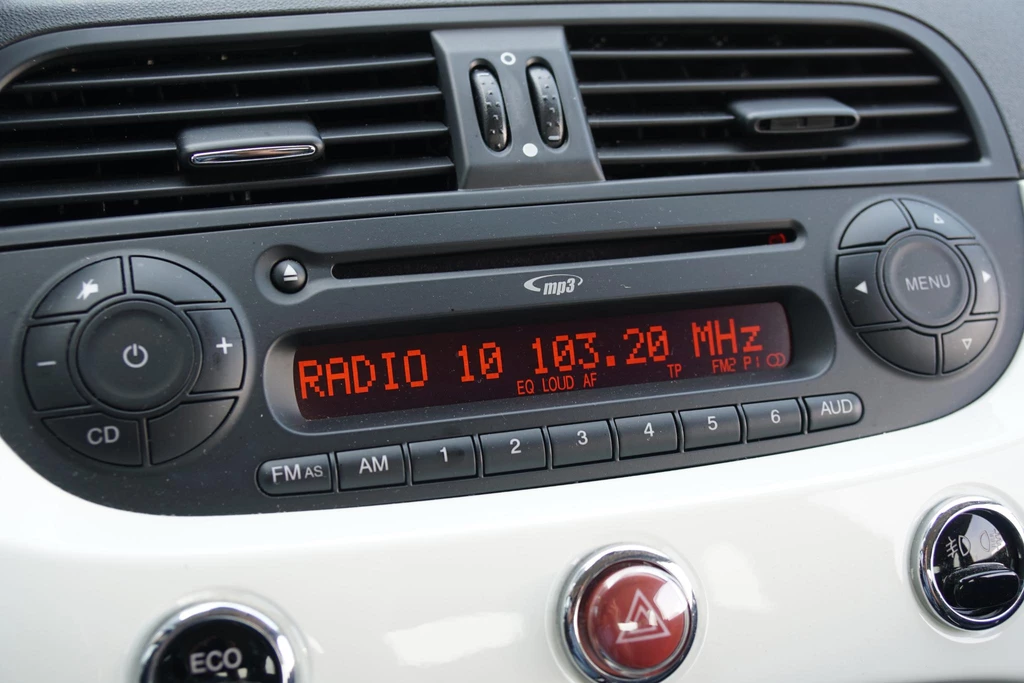 mp3
MENU
RADIO 10 103.20 MHz
EQ LOUD AF TP FM2 P1
- +
CD
FM AS AM 1 2 3 4 5 6 AUD
ECO